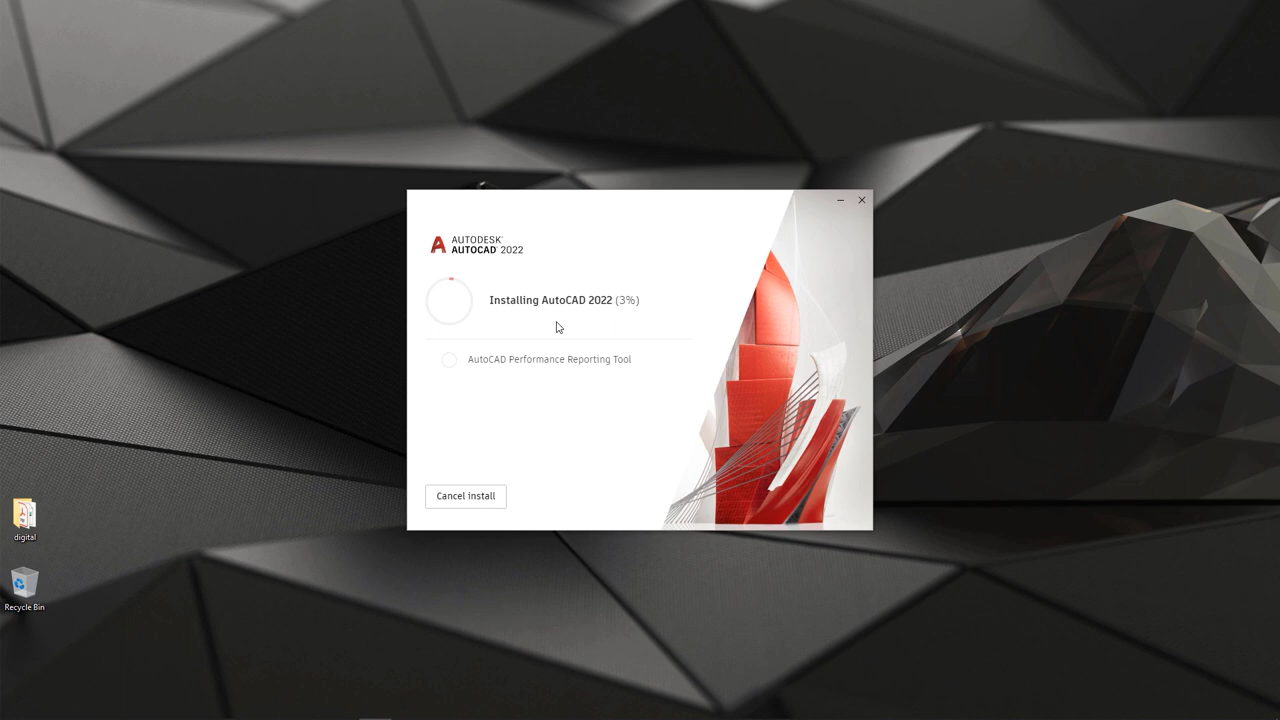 AUTODESK
AUTOCAD 2022
Installing AutoCAD 2022 (3%)
AutoCAD Performance Reporting Tool
Cancel install
digital
Recycle Bin